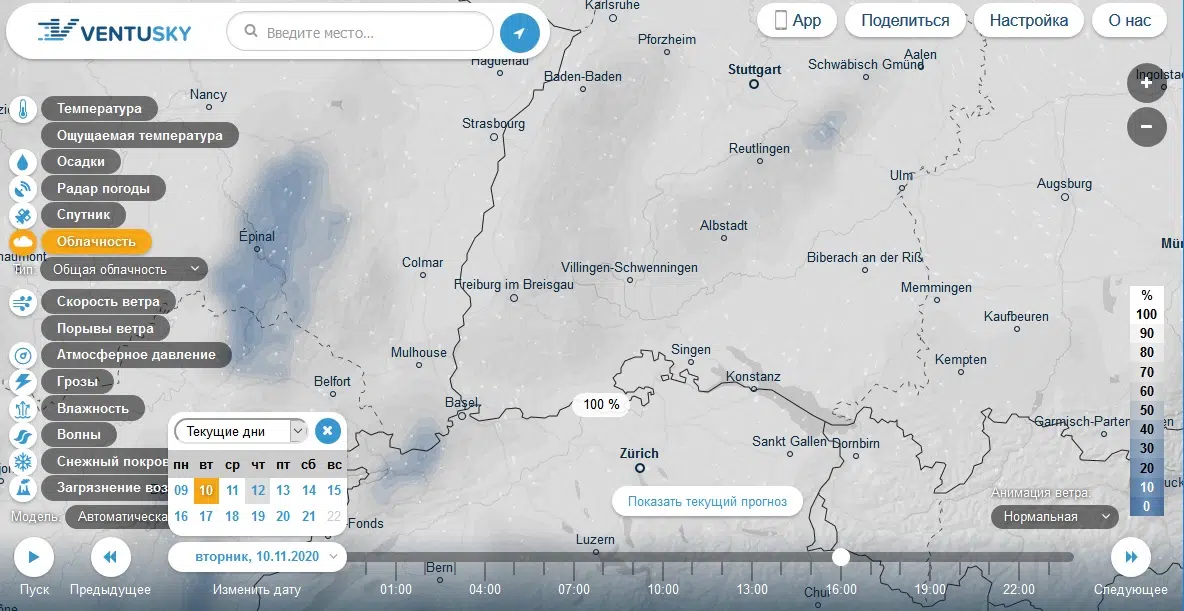 VENTUSKY
Введите место...
App
Поделиться
Настройка
О нас
Karlsruhe
Pforzheim
Haguenau
Baden-Baden
Stuttgart
Schwäbisch Gmünd
Aalen
Nancy
Strasbourg
Reutlingen
Ulm
Augsburg
Épinal
Albstadt
Colmar
Villingen-Schwenningen
Biberach an der Riß
Freiburg im Breisgau
Memmingen
Kaufbeuren
Mulhouse
Singen
Kempten
Belfort
Konstanz
Basel
100 %
Sankt Gallen
Dornbirn
Zürich
Luzern
Bern
Температура
Ощущаемая температура
Осадки
Радар погоды
Спутник
Облачность
Тип
Общая облачность
Скорость ветра
Порывы ветра
Атмосферное давление
Грозы
Влажность
Волны
Снежный покров
Загрязнение воз
Модель
Автоматическа
Текущие дни
пн вт ср чт пт сб вс
09 10 11 12 13 14 15
16 17 18 19 20 21 22
вторник, 10.11.2020
Показать текущий прогноз
%
100
90
80
70
60
50
40
30
20
10
0
Анимация ветра:
Нормальная
01:00 04:00 07:00 10:00 13:00 16:00 19:00 22:00
Пуск
Предыдущее
Изменить дату
Следующее